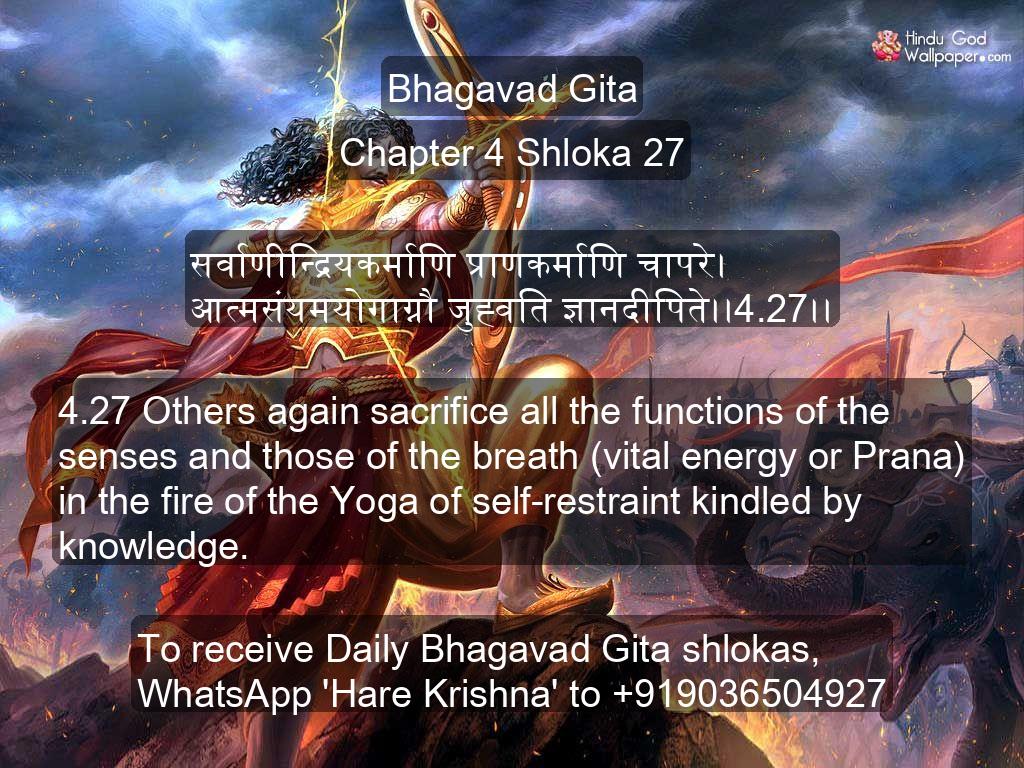 Hindu God
Wallpaper.com
Bhagavad Gita
Chapter 4 Shloka 27
सर्वाणीन्द्रियकर्माणि प्राणकर्माणि चापरे।
आत्मसंयमयोगाग्नौ जुह्वति ज्ञानदीपिते।।4.27।।
4.27 Others again sacrifice all the functions of the
senses and those of the breath (vital energy or Prana)
in the fire of the Yoga of self-restraint kindled by
knowledge.
To receive Daily Bhagavad Gita shlokas,
WhatsApp 'Hare Krishna' to +919036504927